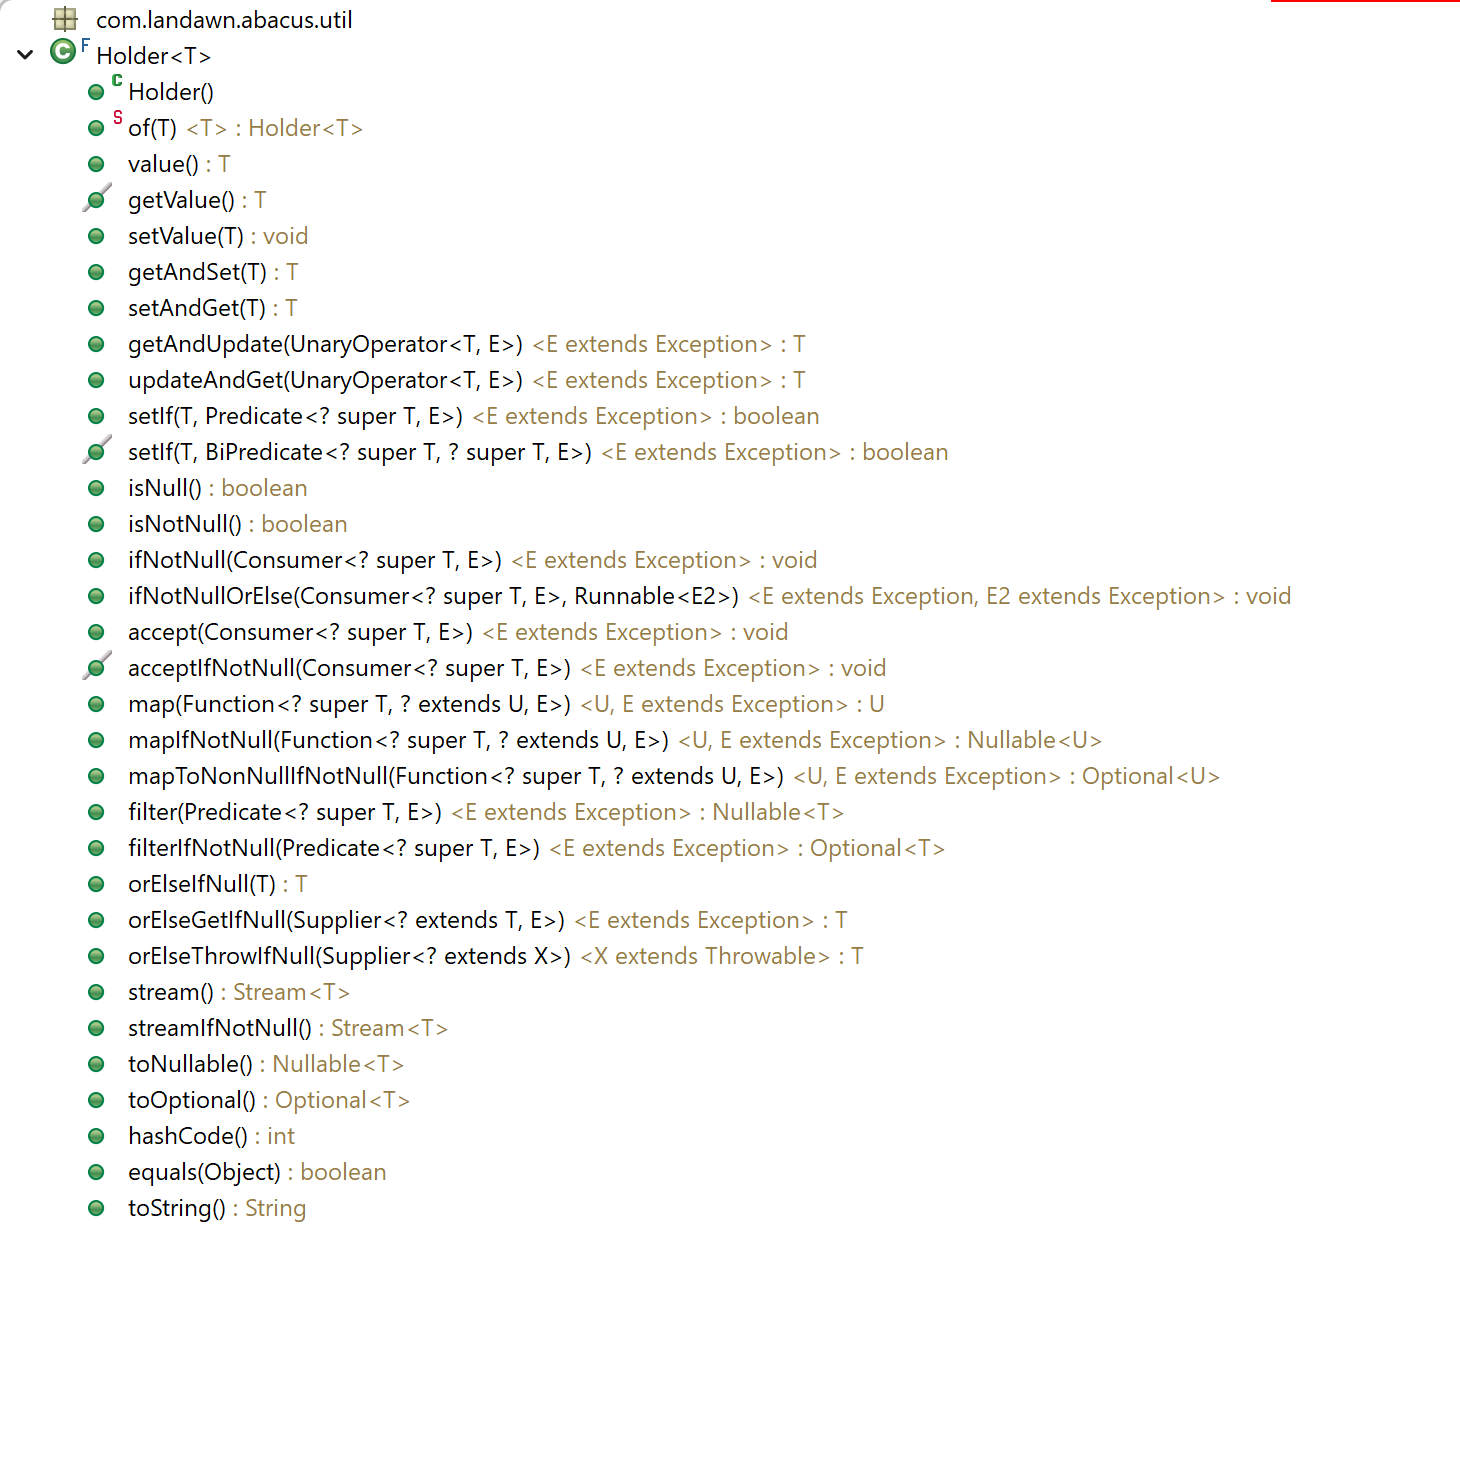 com.landawn.abacus.util
Holder<T>
Holder()
of(T) <T> : Holder<T>
value() : T
getValue() : T
setValue(T) : void
getAndSet(T) : T
setAndGet(T) : T
getAndUpdate(UnaryOperator<T, E>) <E extends Exception> : T
updateAndGet(UnaryOperator<T, E>) <E extends Exception> : T
setIf(T, Predicate<? super T, E>) <E extends Exception> : boolean
setIf(T, BiPredicate<? super T, ? super T, E>) <E extends Exception> : boolean
isNull() : boolean
isNotNull() : boolean
ifNotNull(Consumer<? super T, E>) <E extends Exception> : void
ifNotNullOrElse(Consumer<? super T, E>, Runnable<E2>) <E extends Exception, E2 extends Exception> : void
accept(Consumer<? super T, E>) <E extends Exception> : void
acceptIfNotNull(Consumer<? super T, E>) <E extends Exception> : void
map(Function<? super T, ? extends U, E>) <U, E extends Exception> : U
mapIfNotNull(Function<? super T, ? extends U, E>) <U, E extends Exception> : Nullable<U>
mapToNonNullIfNotNull(Function<? super T, ? extends U, E>) <U, E extends Exception> : Optional<U>
filter(Predicate<? super T, E>) <E extends Exception> : Nullable<T>
filterIfNotNull(Predicate<? super T, E>) <E extends Exception> : Optional<T>
orElseIfNull(T) : T
orElseGetIfNull(Supplier<? extends T, E>) <E extends Exception> : T
orElseThrowIfNull(Supplier<? extends X>) <X extends Throwable> : T
stream() : Stream<T>
streamIfNotNull() : Stream<T>
toNullable() : Nullable<T>
toOptional() : Optional<T>
hashCode() : int
equals(Object) : boolean
toString() : String